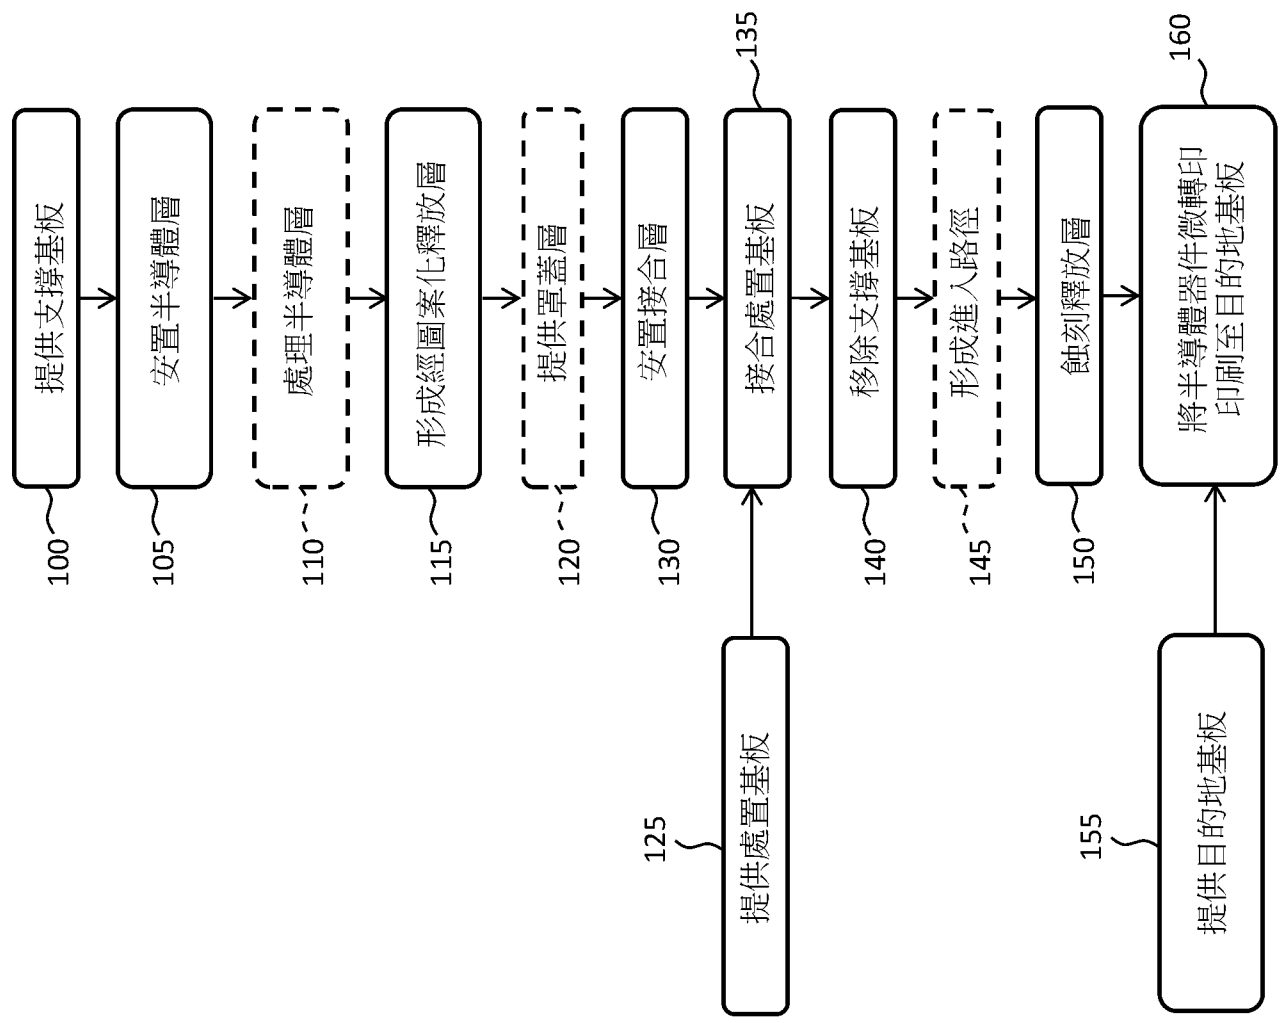 100
提供支撐基板
105
安置半導體層
110
處理半導體層
115
形成經圖案化釋放層
120
提供罩蓋層
125
提供處置基板
130
安置接合層
135
接合處置基板
140
移除支撐基板
145
形成進入路徑
150
蝕刻釋放層
155
提供目的地基板
160
將半導體器件微轉印
印刷至目的地基板